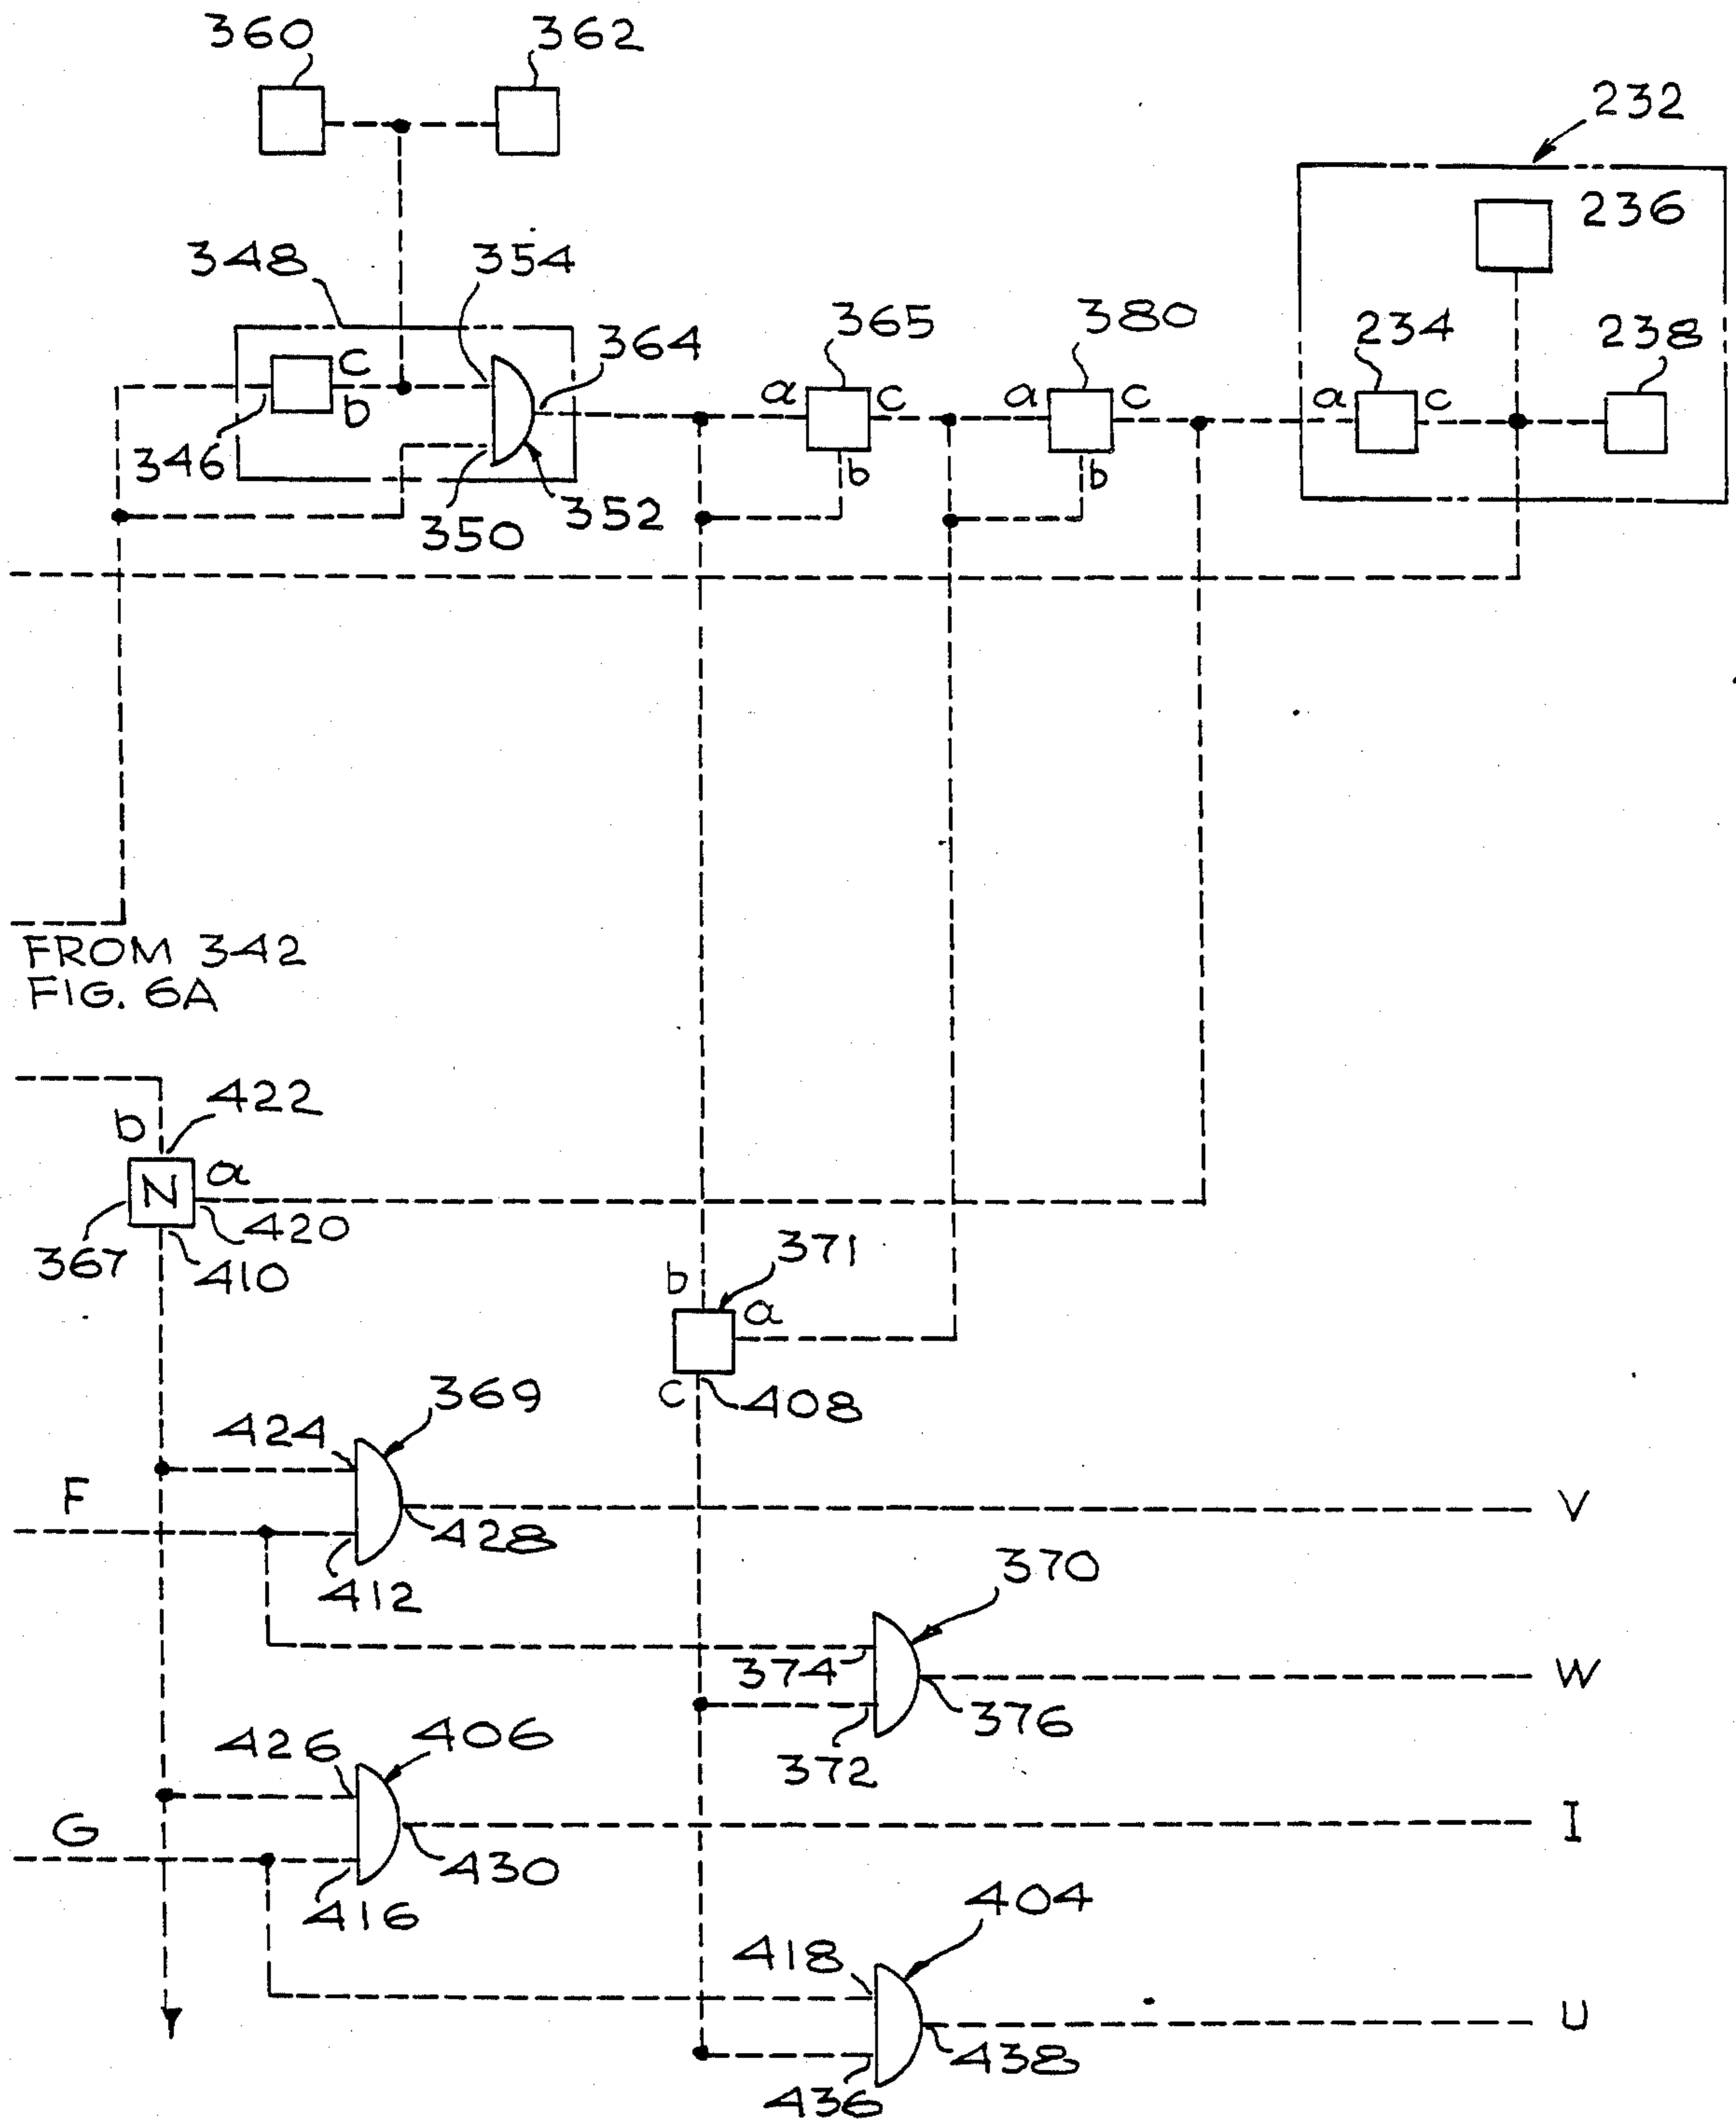 360 362
232
236
348 354
365 380
364 234 238
c
a c a c a c
b
346
b b
350 352
FROM 342
FIG. 6A
422
b
a
N
420
367
410
371
b
a
c 408
369
424
F
V
428
370
412
374
W
376
406
426
372
G
I
430
404
416
418
U
438
436